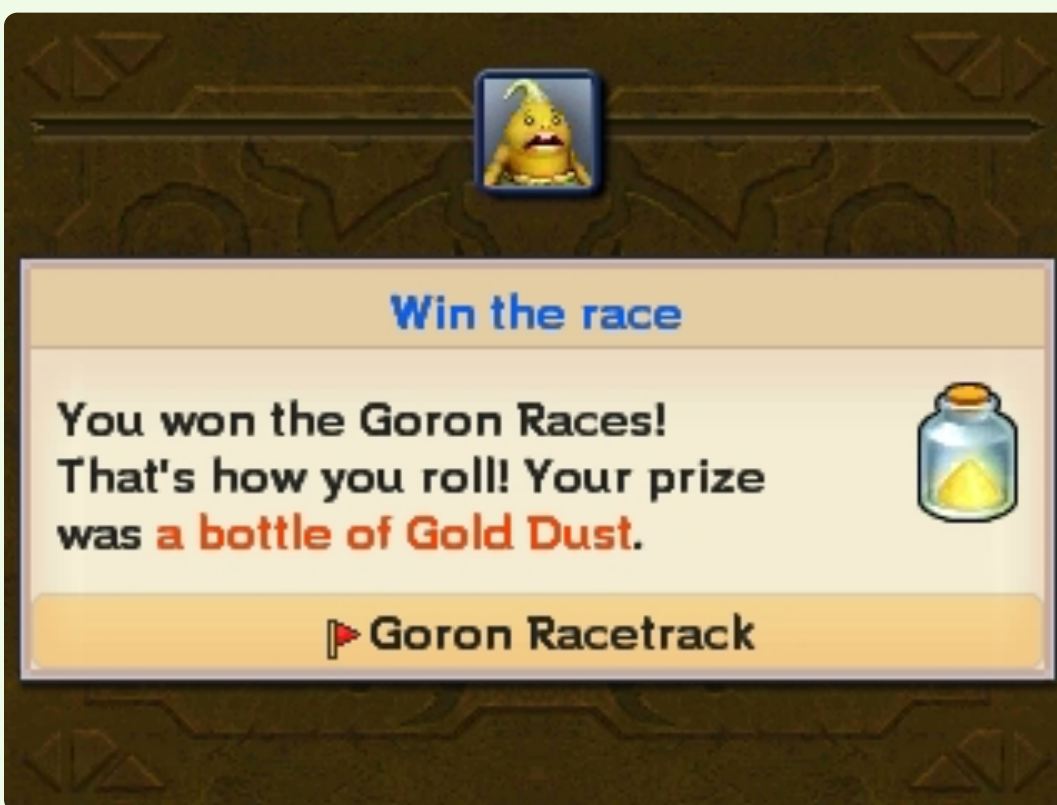 Win the race
You won the Goron Races!
That's how you roll! Your prize
was a bottle of Gold Dust.
Goron Racetrack